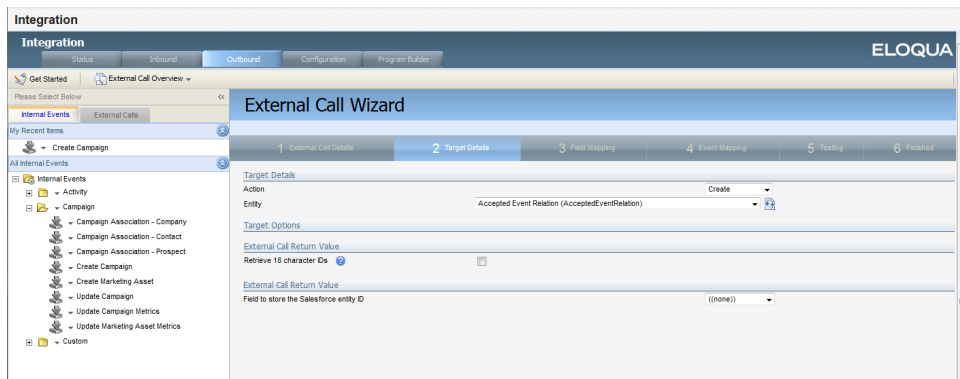 Integration
Integration
ELOQUA
Status Inbound Outbound Configuration Program Builder
Get Started External Call Overview
Please Select Below <<
Internal Events External Calls
External Call Wizard
My Recent Items
Create Campaign
1 External Call Details 2 Target Details 3 Field Mapping 4 Event Mapping 5 Testing 6 Finished
All Internal Events
Internal Events
Activity
Campaign
Campaign Association - Company
Campaign Association - Contact
Campaign Association - Prospect
Create Campaign
Create Marketing Asset
Update Campaign
Update Campaign Metrics
Update Marketing Asset Metrics
Custom
Target Details
Action Create
Entity Accepted Event Relation (AcceptedEventRelation)
Target Options
External Call Return Value
Retrieve 18 character IDs ?
External Call Return Value
Field to store the Salesforce entity ID ((none))